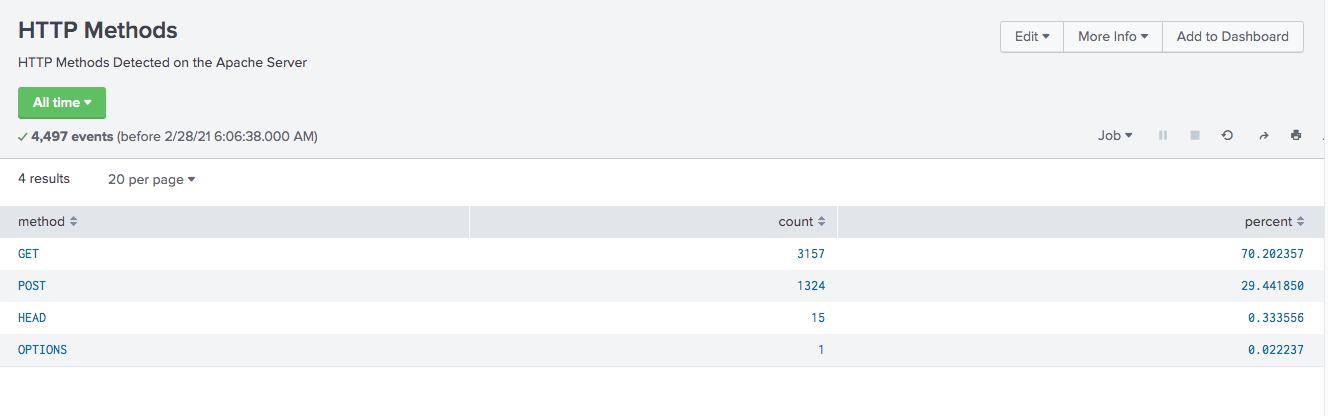 HTTP Methods
Edit More Info Add to Dashboard
HTTP Methods Detected on the Apache Server
All time
4,497 events (before 2/28/21 6:06:38.000 AM)
Job
4 results 20 per page
method count percent
GET 3157 70.202357
POST 1324 29.441850
HEAD 15 0.333556
OPTIONS 1 0.022237